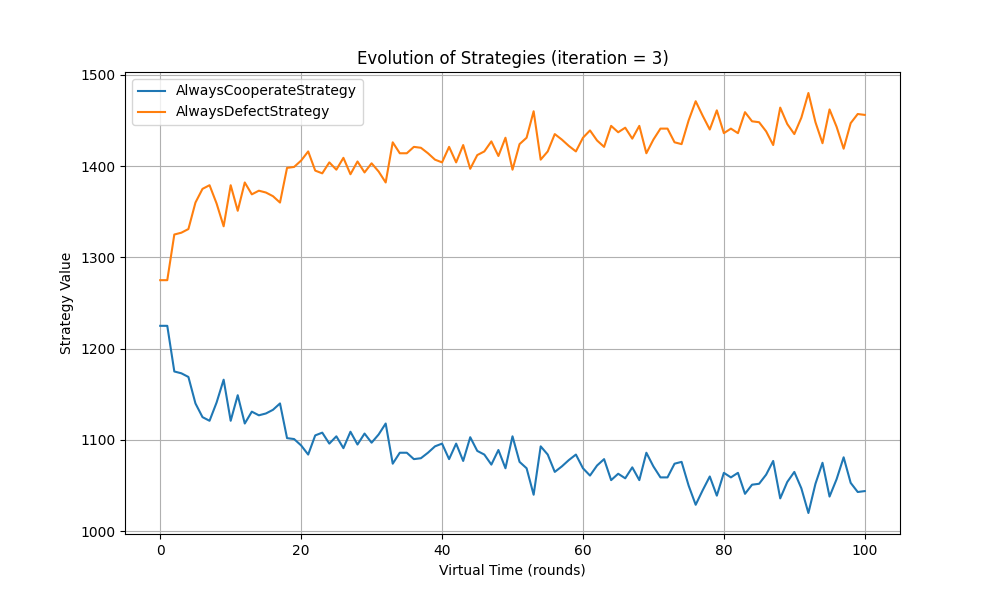 Evolution of Strategies (iteration = 3)
AlwaysCooperateStrategy
AlwaysDefectStrategy
Strategy Value
1500
1400
1300
1200
1100
1000
0 20 40 60 80 100
Virtual Time (rounds)